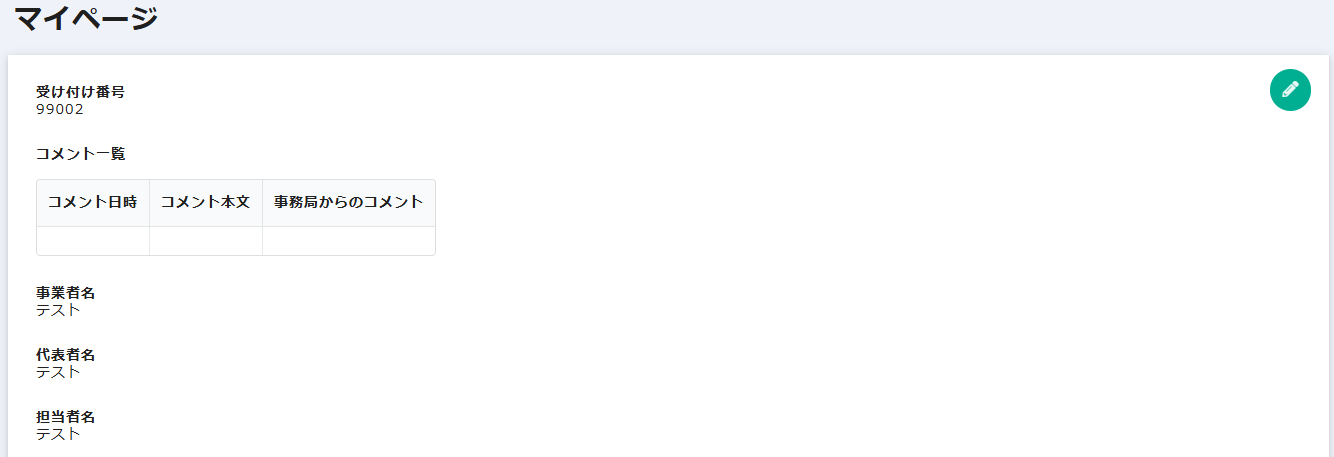 マイページ
受け付け番号
99002
コメント一覧
コメント日時 コメント本文 事務局からのコメント
事業者名
テスト
代表者名
テスト
担当者名
テスト